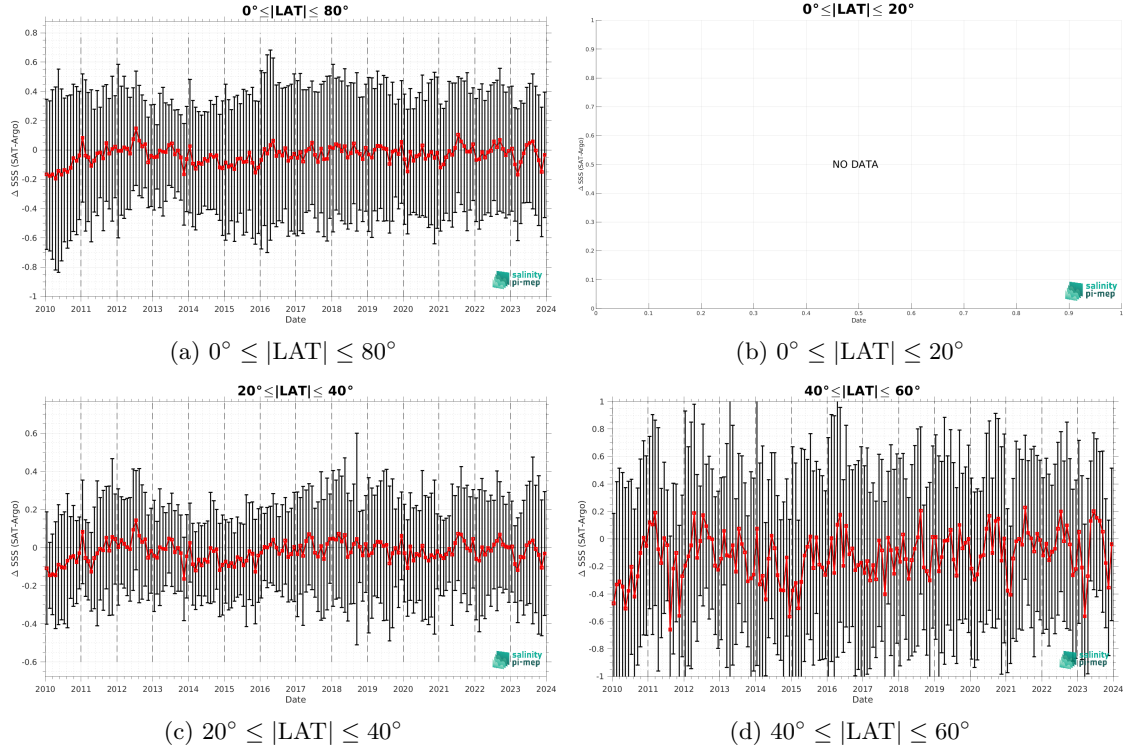 0°≤|LAT|≤ 80°
0.8
0.6
0.4
0.2
0
-0.2
-0.4
-0.6
-0.8
-1
Δ SSS (SAT-Argo)
2010 2011 2012 2013 2014 2015 2016 2017 2018 2019 2020 2021 2022 2023 2024
Date
salinity
pi-mep
(a) 0° ≤ |LAT| ≤ 80°
0°≤|LAT|≤ 20°
1
0.9
0.8
0.7
0.6
0.5
0.4
0.3
0.2
0.1
0
Δ SSS (SAT-Argo)
NO DATA
0 0.1 0.2 0.3 0.4 0.5 0.6 0.7 0.8 0.9 1
Date
salinity
pi-mep
(b) 0° ≤ |LAT| ≤ 20°
20°≤|LAT|≤ 40°
0.6
0.4
0.2
0
-0.2
-0.4
-0.6
Δ SSS (SAT-Argo)
2010 2011 2012 2013 2014 2015 2016 2017 2018 2019 2020 2021 2022 2023 2024
Date
salinity
pi-mep
(c) 20° ≤ |LAT| ≤ 40°
40°≤|LAT|≤ 60°
1
0.8
0.6
0.4
0.2
0
-0.2
-0.4
-0.6
-0.8
-1
Δ SSS (SAT-Argo)
2010 2011 2012 2013 2014 2015 2016 2017 2018 2019 2020 2021 2022 2023 2024
Date
salinity
pi-mep
(d) 40° ≤ |LAT| ≤ 60°